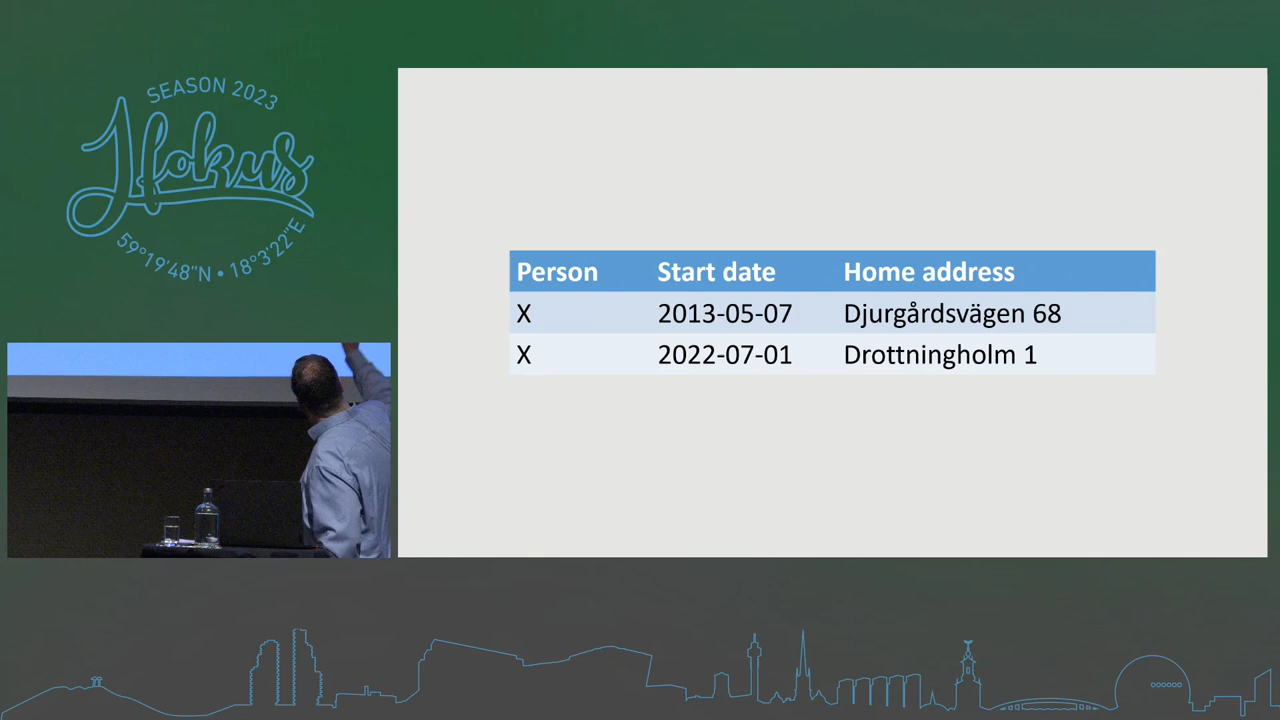 SEASON 2023
Jfokus
59°19'48"N • 18°3'22"E
Person Start date Home address
X 2013-05-07 Djurgårdsvägen 68
X 2022-07-01 Drottningholm 1